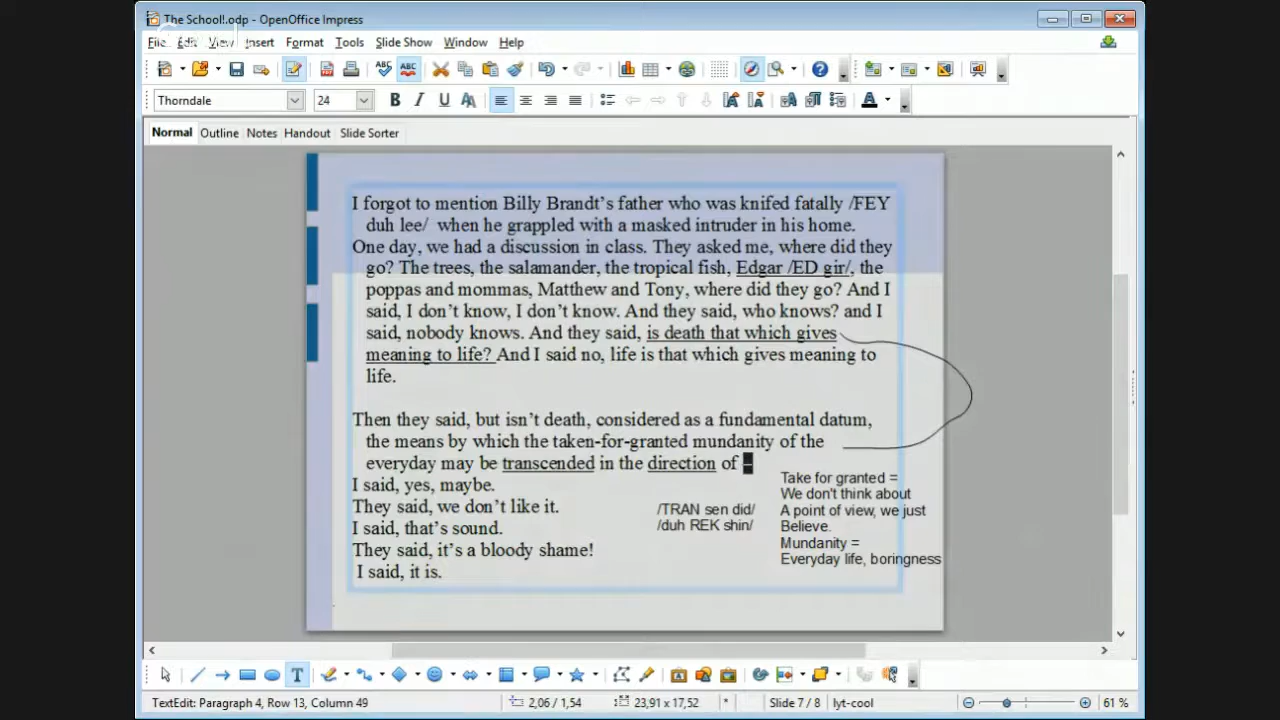 The School!.odp - OpenOffice Impress
File Edit View Insert Format Tools Slide Show Window Help
Thorndale 24
Normal Outline Notes Handout Slide Sorter
I forgot to mention Billy Brandt’s father who was knifed fatally /FEY
duh lee/ when he grappled with a masked intruder in his home.
One day, we had a discussion in class. They asked me, where did they
go? The trees, the salamander, the tropical fish, Edgar /ED gir/, the
poppas and mommas, Matthew and Tony, where did they go? And I
said, I don’t know, I don’t know. And they said, who knows? and I
said, nobody knows. And they said, is death that which gives
meaning to life? And I said no, life is that which gives meaning to
life.
Then they said, but isn’t death, considered as a fundamental datum,
the means by which the taken-for-granted mundanity of the
everyday may be transcended in the direction of –
I said, yes, maybe.
They said, we don’t like it.
I said, that’s sound.
They said, it’s a bloody shame!
I said, it is.
/TRAN sen did/
/duh REK shin/
Take for granted =
We don't think about
A point of view, we just
Believe.
Mundanity =
Everyday life, boringness
TextEdit: Paragraph 4, Row 13, Column 49 2,06 / 1,54 23,91 x 17,52 * Slide 7 / 8 lyt-cool 61 %